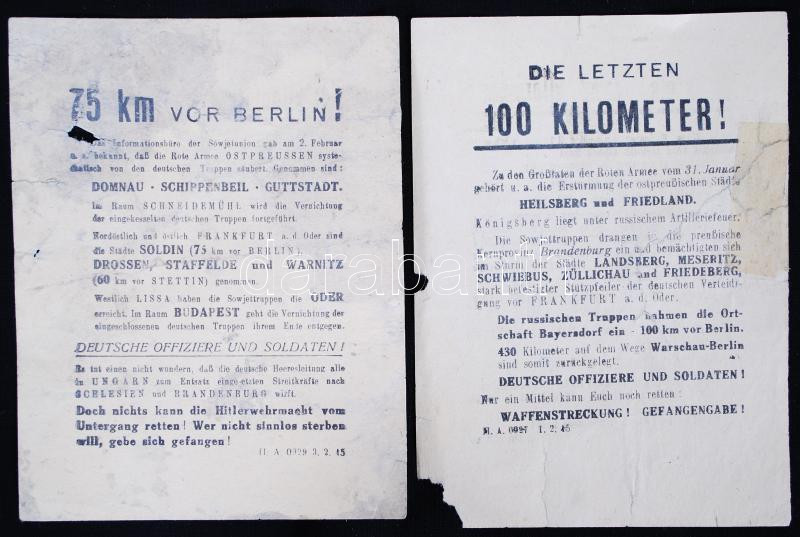 75 km VOR BERLIN!
Das Informationsbüro der Sowjetunion gab am 2. Februar
u. a. bekannt, daß die Rote Armee OSTPREUSSEN syste-
matisch von den deutschen Truppen säubert. Genommen sind:
DOMNAU · SCHIPPENBEIL · GUTTSTADT.
Im Raum SCHNEIDEMÜHL wird die Vernichtung
der eingekesselten deutschen Truppen fortgeführt.
Nordöstlich und östlich FRANKFURT a. d. Oder sind
die Städte SOLDIN (75 km vor BERLIN),
DROSSEN, STAFFELDE und WARNITZ
(60 km vor STETTIN) genommen.
Westlich LISSA haben die Sowjettruppen die ODER
erreicht. Im Raum BUDAPEST geht die Vernichtung der
eingeschlossenen deutschen Truppen ihrem Ende entgegen.
DEUTSCHE OFFIZIERE UND SOLDATEN!
Es tut einen nicht wundern, daß die deutsche Heeresleitung alle
in UNGARN zum Entsatz eingesetzten Streitkräfte nach
SCHLESIEN und BRANDENBURG wirft.
Doch nichts kann die Hitlerwehrmacht vom
Untergang retten! Wer nicht sinnlos sterben
will, gebe sich gefangen!
H. A. 0929 3. 2. 45
DIE LETZTEN
100 KILOMETER!
Zu den Großtaten der Roten Armee vom 31. Januar
gehört u. a. die Erstürmung der ostpreußischen Städte
HEILSBERG und FRIEDLAND.
Königsberg liegt unter russischem Artilleriefeuer.
Die Sowjettruppen drangen in die preußische
Kernprovinz Brandenburg ein und bemächtigten sich
im Sturm der Städte LANDSBERG, MESERITZ,
SCHWIEBUS, ZÜLLICHAU und FRIEDEBERG,
stark befestigter Stützpfeiler der deutschen Verteidi-
gung vor FRANKFURT a. d. Oder.
Die russischen Truppen nahmen die Ort-
schaft Bayersdorf ein - 100 km vor Berlin.
430 Kilometer auf dem Wege Warschau-Berlin
sind somit zurückgelegt.
DEUTSCHE OFFIZIERE UND SOLDATEN!
Nur ein Mittel kann Euch noch retten:
WAFFENSTRECKUNG! GEFANGENGABE!
H. A. 0927 1. 2. 45